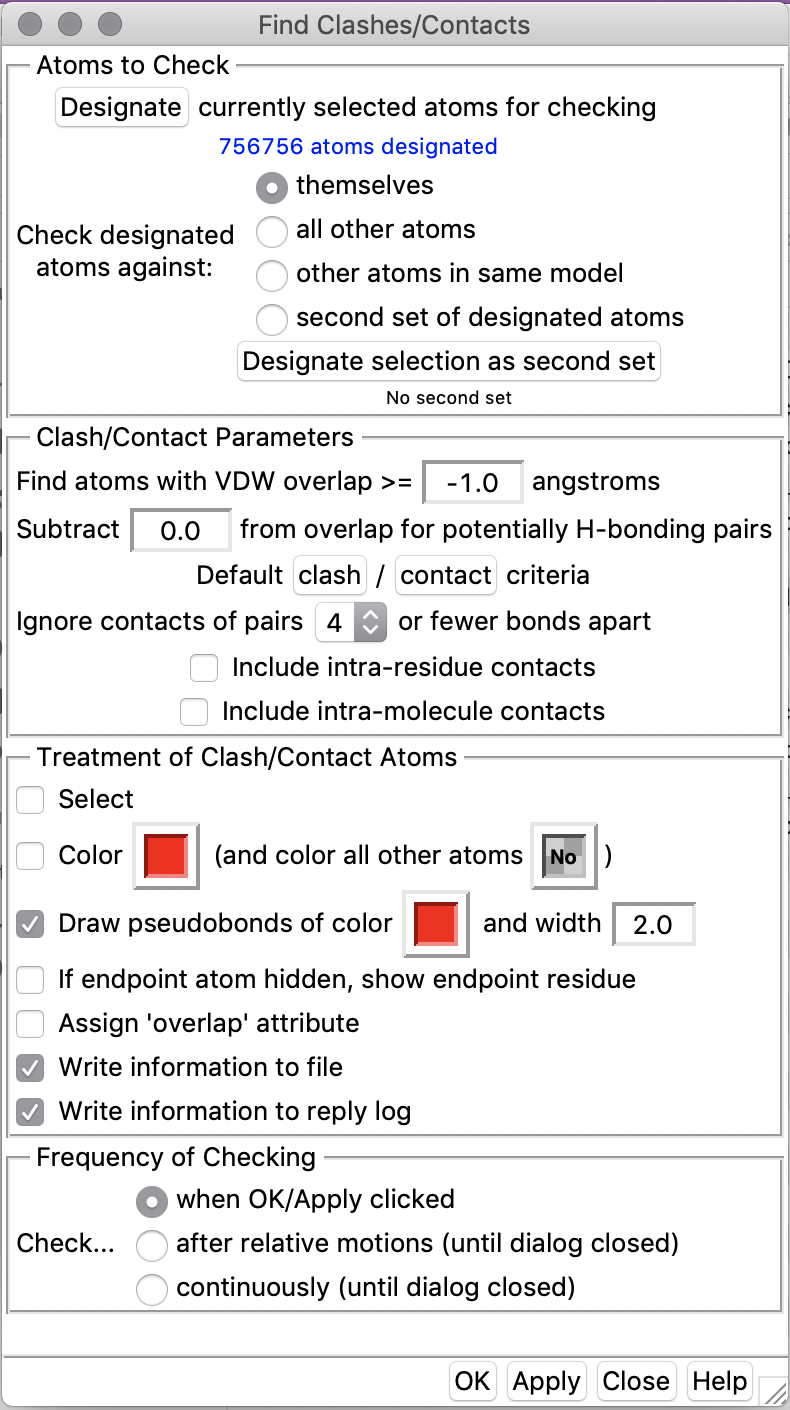 Find Clashes/Contacts
Atoms to Check
Designate currently selected atoms for checking
756756 atoms designated
themselves
all other atoms
Check designated
atoms against:
other atoms in same model
second set of designated atoms
Designate selection as second set
No second set
Clash/Contact Parameters
Find atoms with VDW overlap >= -1.0 angstroms
Subtract 0.0 from overlap for potentially H-bonding pairs
Default clash / contact criteria
Ignore contacts of pairs 4 or fewer bonds apart
Include intra-residue contacts
Include intra-molecule contacts
Treatment of Clash/Contact Atoms
Select
Color (and color all other atoms No )
Draw pseudobonds of color and width 2.0
If endpoint atom hidden, show endpoint residue
Assign 'overlap' attribute
Write information to file
Write information to reply log
Frequency of Checking
when OK/Apply clicked
Check... after relative motions (until dialog closed)
continuously (until dialog closed)
OK Apply Close Help